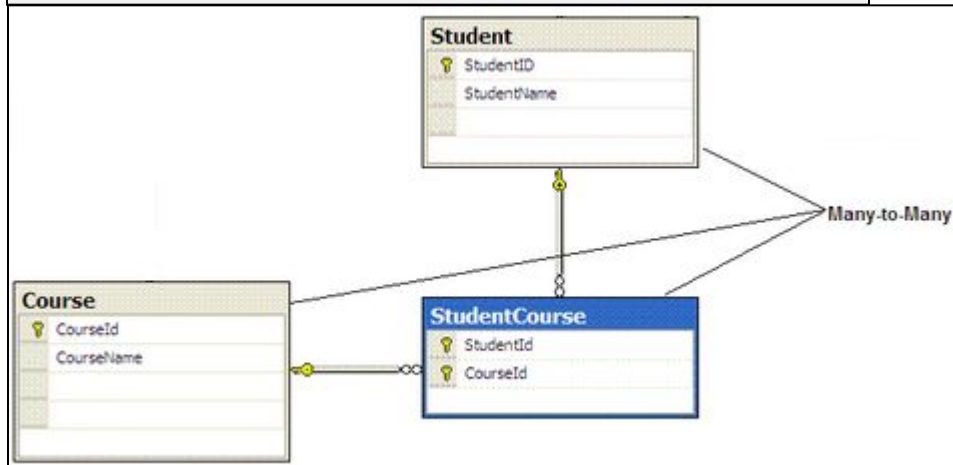 Student
StudentID
StudentName
Many-to-Many
Course
CourseId
CourseName
StudentCourse
StudentId
CourseId